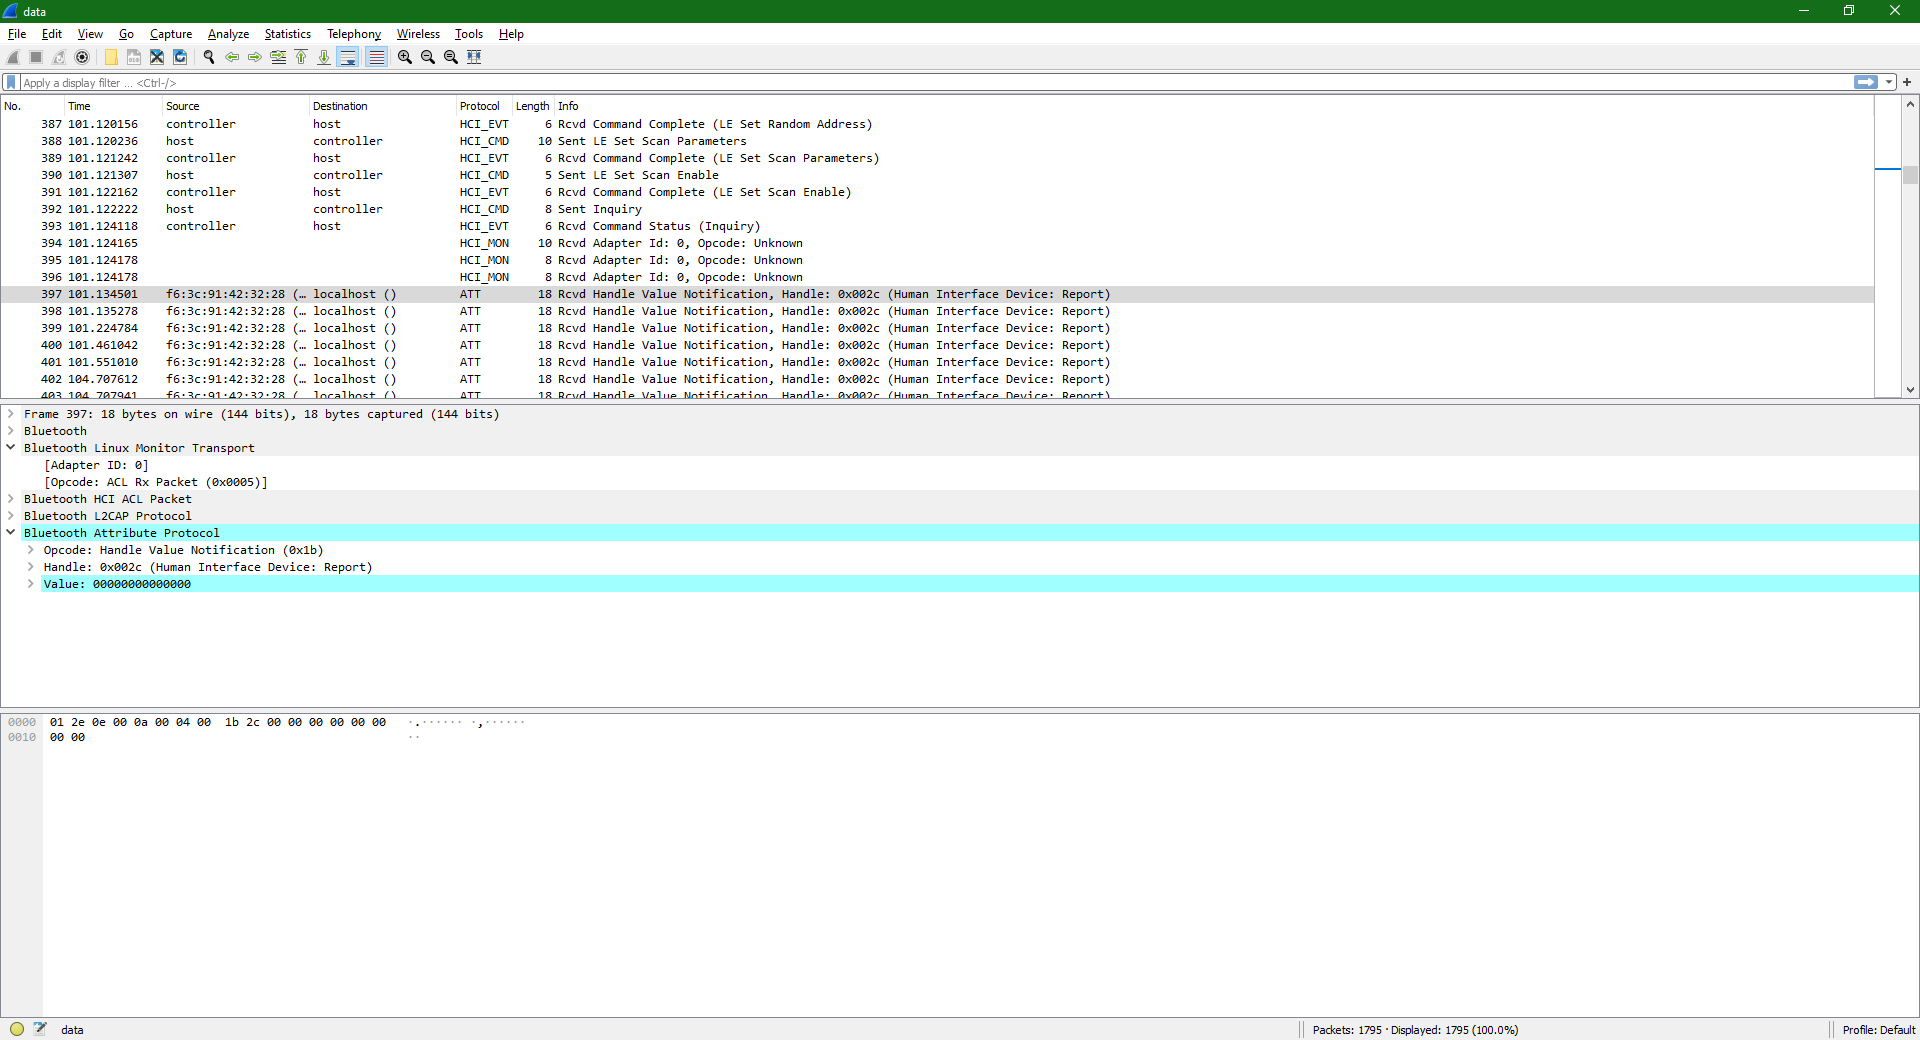 data
File Edit View Go Capture Analyze Statistics Telephony Wireless Tools Help
Apply a display filter ... <Ctrl-/>
No. Time Source Destination Protocol Length Info
387 101.120156 controller host HCI_EVT 6 Rcvd Command Complete (LE Set Random Address)
388 101.120236 host controller HCI_CMD 10 Sent LE Set Scan Parameters
389 101.121242 controller host HCI_EVT 6 Rcvd Command Complete (LE Set Scan Parameters)
390 101.121307 host controller HCI_CMD 5 Sent LE Set Scan Enable
391 101.122162 controller host HCI_EVT 6 Rcvd Command Complete (LE Set Scan Enable)
392 101.122222 host controller HCI_CMD 8 Sent Inquiry
393 101.124118 controller host HCI_EVT 6 Rcvd Command Status (Inquiry)
394 101.124165 HCI_MON 10 Rcvd Adapter Id: 0, Opcode: Unknown
395 101.124178 HCI_MON 8 Rcvd Adapter Id: 0, Opcode: Unknown
396 101.124178 HCI_MON 8 Rcvd Adapter Id: 0, Opcode: Unknown
397 101.134501 f6:3c:91:42:32:28 (… localhost () ATT 18 Rcvd Handle Value Notification, Handle: 0x002c (Human Interface Device: Report)
398 101.135278 f6:3c:91:42:32:28 (… localhost () ATT 18 Rcvd Handle Value Notification, Handle: 0x002c (Human Interface Device: Report)
399 101.224784 f6:3c:91:42:32:28 (… localhost () ATT 18 Rcvd Handle Value Notification, Handle: 0x002c (Human Interface Device: Report)
400 101.461042 f6:3c:91:42:32:28 (… localhost () ATT 18 Rcvd Handle Value Notification, Handle: 0x002c (Human Interface Device: Report)
401 101.551010 f6:3c:91:42:32:28 (… localhost () ATT 18 Rcvd Handle Value Notification, Handle: 0x002c (Human Interface Device: Report)
402 104.707612 f6:3c:91:42:32:28 (… localhost () ATT 18 Rcvd Handle Value Notification, Handle: 0x002c (Human Interface Device: Report)
403 104.707941 f6:3c:91:42:32:28 (… localhost () ATT 18 Rcvd Handle Value Notification, Handle: 0x002c (Human Interface Device: Report)
Frame 397: 18 bytes on wire (144 bits), 18 bytes captured (144 bits)
Bluetooth
Bluetooth Linux Monitor Transport
[Adapter ID: 0]
[Opcode: ACL Rx Packet (0x0005)]
Bluetooth HCI ACL Packet
Bluetooth L2CAP Protocol
Bluetooth Attribute Protocol
Opcode: Handle Value Notification (0x1b)
Handle: 0x002c (Human Interface Device: Report)
Value: 00000000000000
0000 01 2e 0e 00 0a 00 04 00 1b 2c 00 00 00 00 00 00 ·.······ ·,······
0010 00 00 ··
data Packets: 1795 · Displayed: 1795 (100.0%) Profile: Default